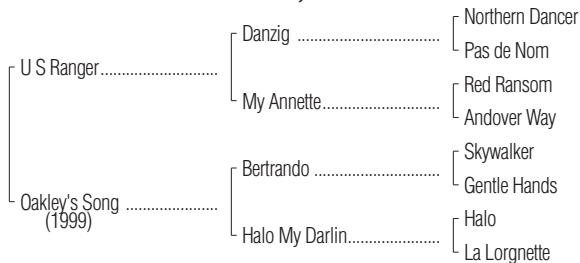 Northern Dancer
Danzig ..........................................
Pas de Nom
U S Ranger..................................
Red Ransom
My Annette..................................
Andover Way
Skywalker
Bertrando .....................................
Gentle Hands
Oakley's Song ..........................
(1999)
Halo
Halo My Darlin...........................
La Lorgnette